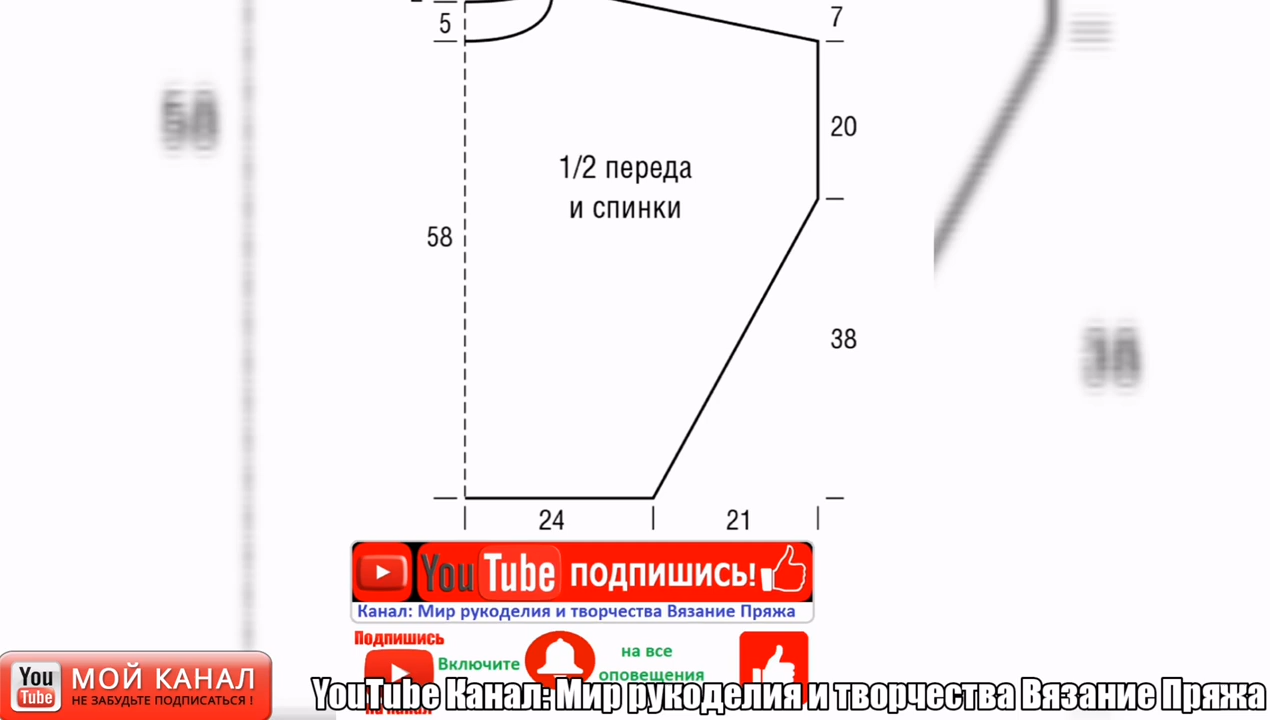 5
7
58
20
1/2 переда
и спинки
58
38
38
24
21
YouTube подпишись!
Канал: Мир рукоделия и творчества Вязание Пряжа
Подпишись
Включите
на все
оповещения
You Tube
МОЙ КАНАЛ
НЕ ЗАБУДЬТЕ ПОДПИСАТЬСЯ !
YouTube Канал: Мир рукоделия и творчества Вязание Пряжа